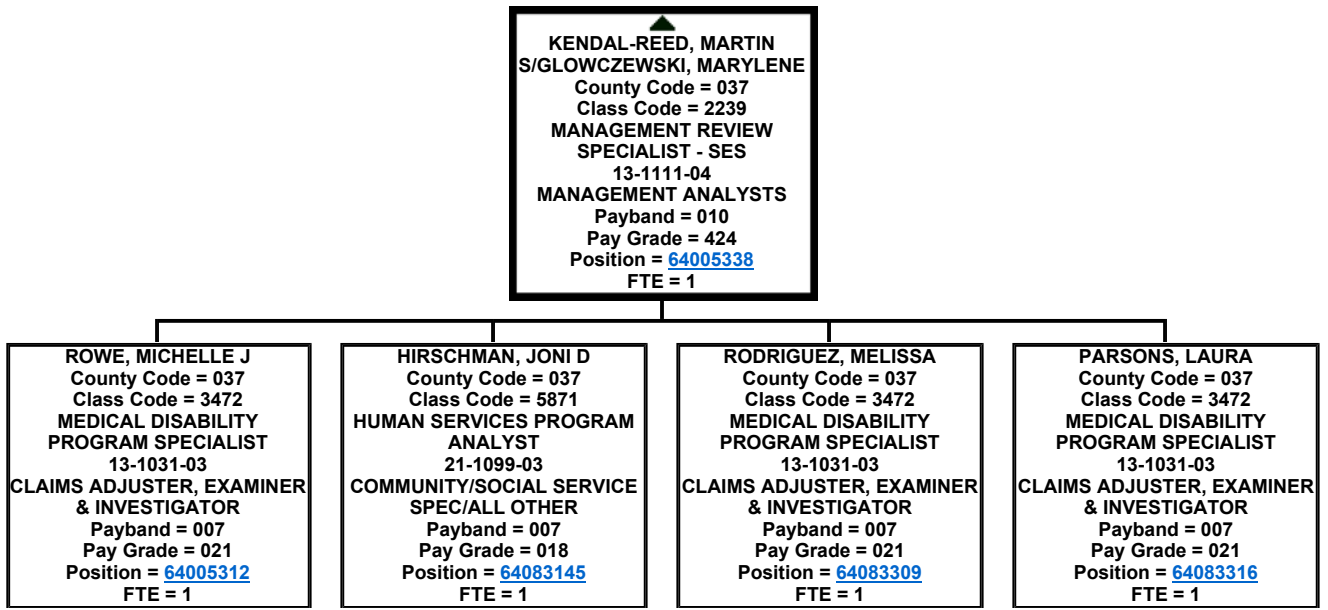 KENDAL-REED, MARTIN
S/GLOWCZEWSKI, MARYLENE
County Code = 037
Class Code = 2239
MANAGEMENT REVIEW
SPECIALIST - SES
13-1111-04
MANAGEMENT ANALYSTS
Payband = 010
Pay Grade = 424
Position = 64005338
FTE = 1
ROWE, MICHELLE J
County Code = 037
Class Code = 3472
MEDICAL DISABILITY
PROGRAM SPECIALIST
13-1031-03
CLAIMS ADJUSTER, EXAMINER
& INVESTIGATOR
Payband = 007
Pay Grade = 021
Position = 64005312
FTE = 1
HIRSCHMAN, JONI D
County Code = 037
Class Code = 5871
HUMAN SERVICES PROGRAM
ANALYST
21-1099-03
COMMUNITY/SOCIAL SERVICE
SPEC/ALL OTHER
Payband = 007
Pay Grade = 018
Position = 64083145
FTE = 1
RODRIGUEZ, MELISSA
County Code = 037
Class Code = 3472
MEDICAL DISABILITY
PROGRAM SPECIALIST
13-1031-03
CLAIMS ADJUSTER, EXAMINER
& INVESTIGATOR
Payband = 007
Pay Grade = 021
Position = 64083309
FTE = 1
PARSONS, LAURA
County Code = 037
Class Code = 3472
MEDICAL DISABILITY
PROGRAM SPECIALIST
13-1031-03
CLAIMS ADJUSTER, EXAMINER
& INVESTIGATOR
Payband = 007
Pay Grade = 021
Position = 64083316
FTE = 1